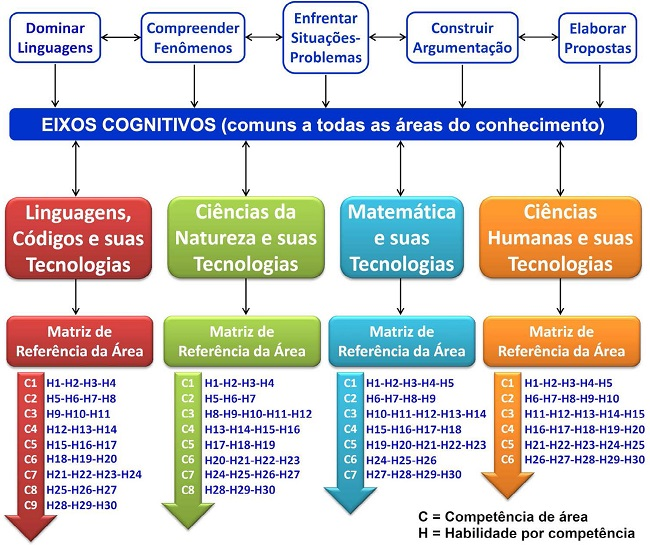 Dominar
Linguagens
Compreender
Fenômenos
Enfrentar
Situações-
Problemas
Construir
Argumentação
Elaborar
Propostas
EIXOS COGNITIVOS (comuns a todas as áreas do conhecimento)
Linguagens,
Códigos e suas
Tecnologias
Ciências da
Natureza e suas
Tecnologias
Matemática
e suas
Tecnologias
Ciências
Humanas e suas
Tecnologias
Matriz de
Referência da Área
C1 H1-H2-H3-H4
C2 H5-H6-H7-H8
C3 H9-H10-H11
C4 H12-H13-H14
C5 H15-H16-H17
C6 H18-H19-H20
C7 H21-H22-H23-H24
C8 H25-H26-H27
C9 H28-H29-H30
Matriz de
Referência da Área
C1 H1-H2-H3-H4
C2 H5-H6-H7
C3 H8-H9-H10-H11-H12
C4 H13-H14-H15-H16
C5 H17-H18-H19
C6 H20-H21-H22-H23
C7 H24-H25-H26-H27
C8 H28-H29-H30
Matriz de
Referência da Área
C1 H1-H2-H3-H4-H5
C2 H6-H7-H8-H9
C3 H10-H11-H12-H13-H14
C4 H15-H16-H17-H18
C5 H19-H20-H21-H22-H23
C6 H24-H25-H26
C7 H27-H28-H29-H30
Matriz de
Referência da Área
C1 H1-H2-H3-H4-H5
C2 H6-H7-H8-H9-H10
C3 H11-H12-H13-H14-H15
C4 H16-H17-H18-H19-H20
C5 H21-H22-H23-H24-H25
C6 H26-H27-H28-H29-H30
C = Competência de área
H = Habilidade por competência